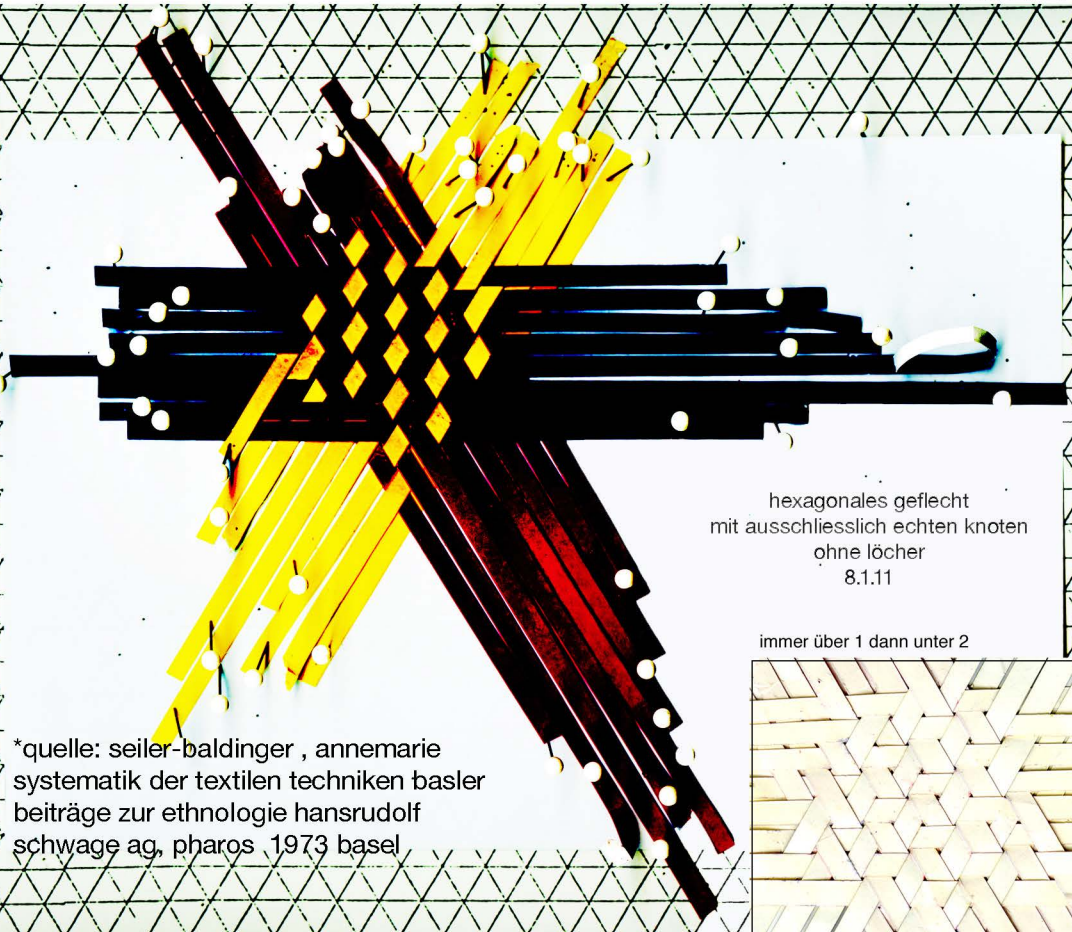 hexagonales geflecht
mit ausschliesslich echten knoten
ohne löcher
8.1.11
immer über 1 dann unter 2
*quelle: seiler-baldinger , annemarie
systematik der textilen techniken basler
beiträge zur ethnologie hansrudolf
schwage ag, pharos 1973 basel